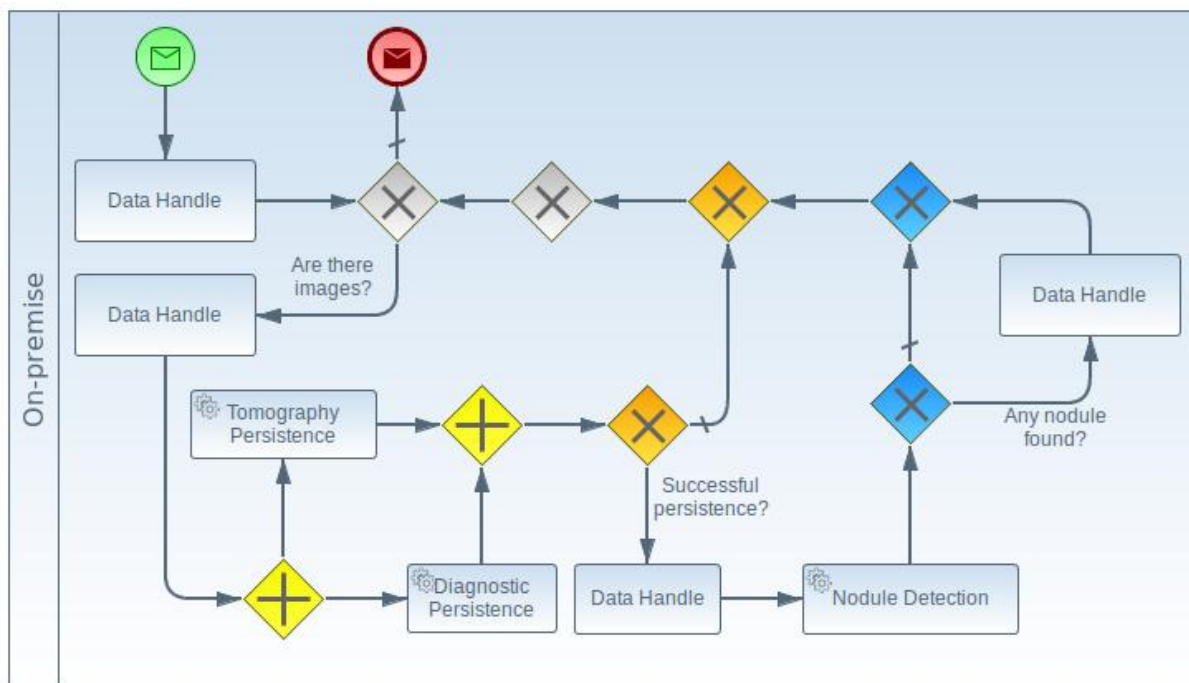 On-premise
Data Handle
Are there
images?
Data Handle
Data Handle
Tomography
Persistence
Any nodule
found?
Successful
persistence?
Diagnostic
Persistence
Data Handle
Nodule Detection